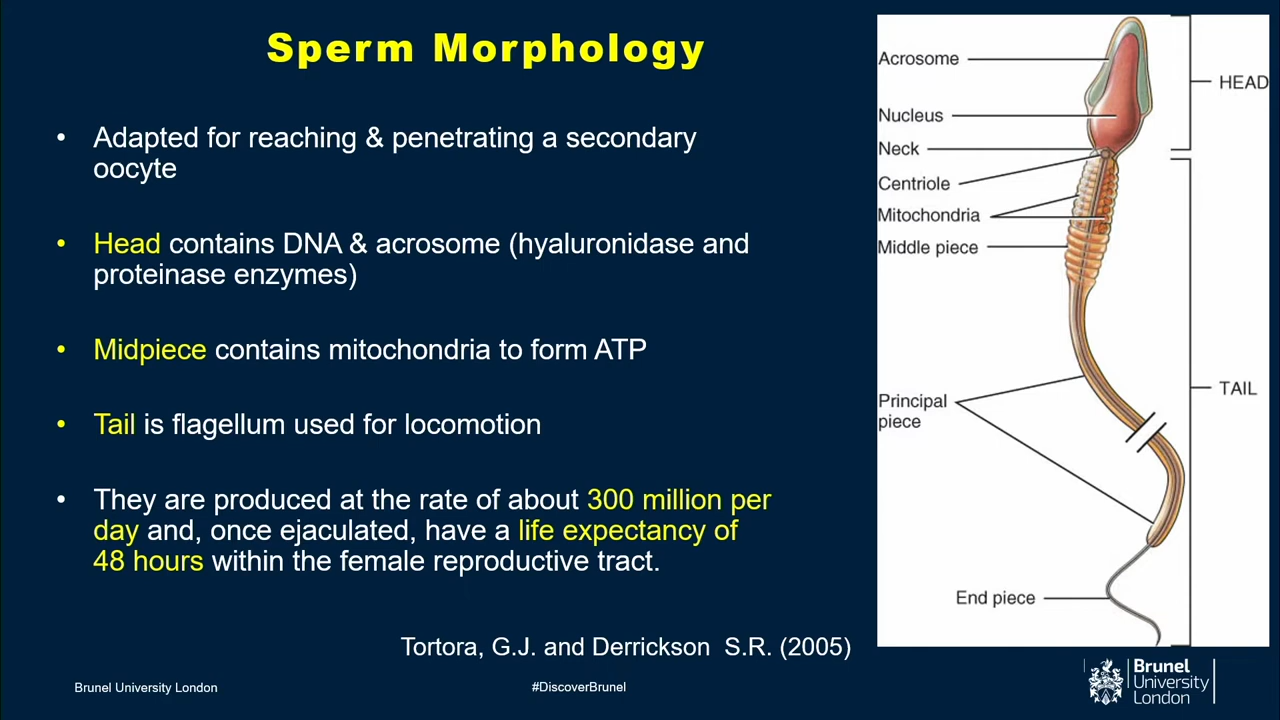 Sperm Morphology
• Adapted for reaching & penetrating a secondary
oocyte
• Head contains DNA & acrosome (hyaluronidase and
proteinase enzymes)
• Midpiece contains mitochondria to form ATP
• Tail is flagellum used for locomotion
• They are produced at the rate of about 300 million per
day and, once ejaculated, have a life expectancy of
48 hours within the female reproductive tract.
Tortora, G.J. and Derrickson S.R. (2005)
Acrosome
HEAD
Nucleus
Neck
Centriole
Mitochondria
Middle piece
TAIL
Principal
piece
End piece
Brunel University London
#DiscoverBrunel
Brunel
University
London